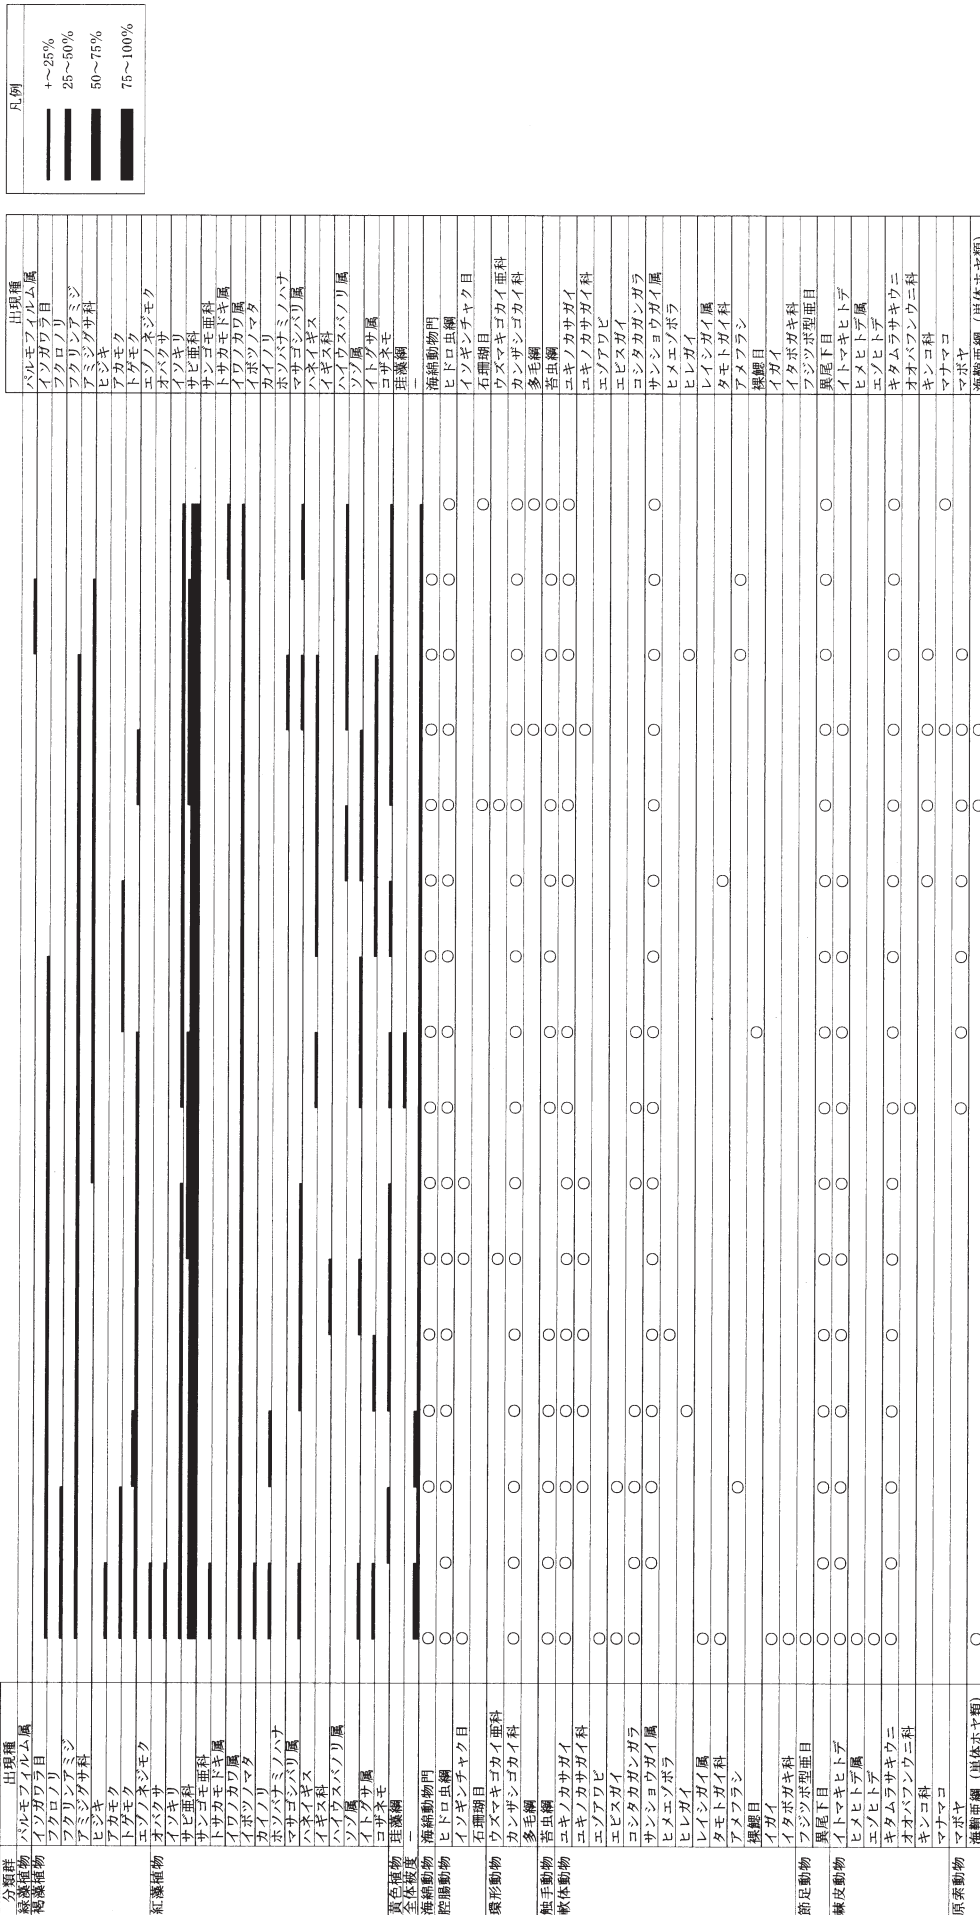 分類群
緑藻植物
褐藻植物
紅藻植物
黄色植物
全体被度
海綿動物
腔腸動物
環形動物
触手動物
軟体動物
節足動物
棘皮動物
原索動物
出現種
パルモフィルム属
イソガワラ目
フクロノリ
フクリンアミジ
アミジグサ科
ヒジキ
アカモク
トゲモク
エゾノネジモク
オバクサ
イソキリ
サビ亜科
サンゴモ亜科
トサカモドキ属
イワノカワ属
イボツノマタ
カイノリ
ホソバナミノハナ
マサゴシバリ属
ハネイギス
イギス科
ハイウスバノリ属
ソゾ属
イトグサ属
コザネモ
珪藻綱
－
海綿動物門
ヒドロ虫綱
イソギンチャク目
石珊瑚目
ウズマキゴカイ亜科
カンザシゴカイ科
多毛綱
苔虫綱
ユキノカサガイ
ユキノカサガイ科
エゾアワビ
エビスガイ
コシタカガンガラ
サンショウガイ属
ヒメエゾボラ
ヒレガイ
レイシガイ属
タモトガイ科
アメフラシ
裸鰓目
イガイ
イタボガキ科
フジツボ型亜目
異尾下目
イトマキヒトデ
ヒメヒトデ属
エゾヒトデ
キタムラサキウニ
オオバフンウニ科
キンコ科
マナマコ
マボヤ
海鞘亜綱（単体ホヤ類）
出現種
パルモフィルム属
イソガワラ目
フクロノリ
フクリンアミジ
アミジグサ科
ヒジキ
アカモク
トゲモク
エゾノネジモク
オバクサ
イソキリ
サビ亜科
サンゴモ亜科
トサカモドキ属
イワノカワ属
イボツノマタ
カイノリ
ホソバナミノハナ
マサゴシバリ属
ハネイギス
イギス科
ハイウスバノリ属
ソゾ属
イトグサ属
コザネモ
珪藻綱
－
海綿動物門
ヒドロ虫綱
イソギンチャク目
石珊瑚目
ウズマキゴカイ亜科
カンザシゴカイ科
多毛綱
苔虫綱
ユキノカサガイ
ユキノカサガイ科
エゾアワビ
エビスガイ
コシタカガンガラ
サンショウガイ属
ヒメエゾボラ
ヒレガイ
レイシガイ属
タモトガイ科
アメフラシ
裸鰓目
イガイ
イタボガキ科
フジツボ型亜目
異尾下目
イトマキヒトデ
ヒメヒトデ属
エゾヒトデ
キタムラサキウニ
オオバフンウニ科
キンコ科
マナマコ
マボヤ
海鞘亜綱（単体ホヤ類）
凡例
+～25%
25～50%
50～75%
75～100%